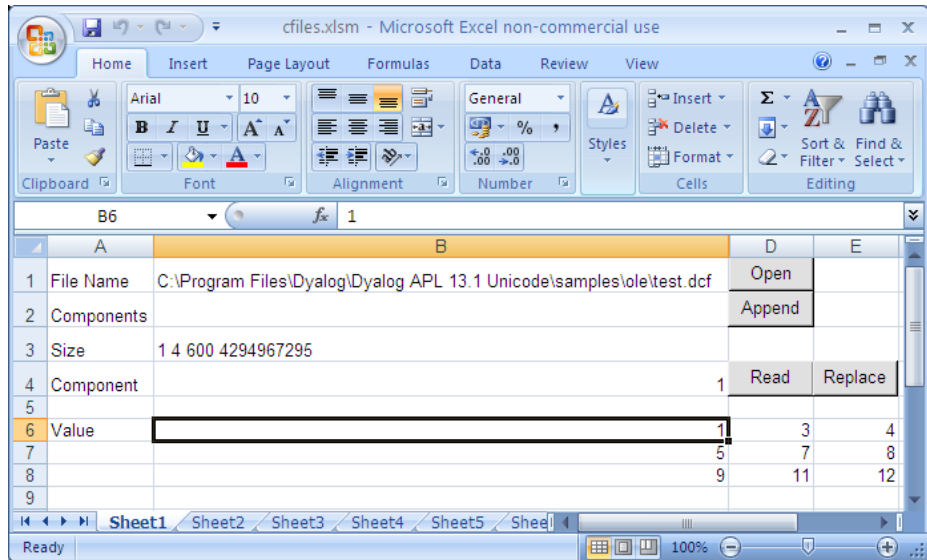 cfiles.xlsm - Microsoft Excel non-commercial use
Home Insert Page Layout Formulas Data Review View
Arial 10 General Insert Σ
Paste B I U A A % , Styles Delete Sort & Find &
A .00 .0 Format Filter Select
Clipboard Font Alignment Number Cells Editing
B6 fx 1
A B D E
1 File Name C:\Program Files\Dyalog\Dyalog APL 13.1 Unicode\samples\ole\test.dcf Open
2 Components Append
3 Size 1 4 600 4294967295
4 Component 1 Read Replace
5
6 Value 1 3 4
7 5 7 8
8 9 11 12
9
Sheet1 Sheet2 Sheet3 Sheet4 Sheet5 Shee
Ready 100%